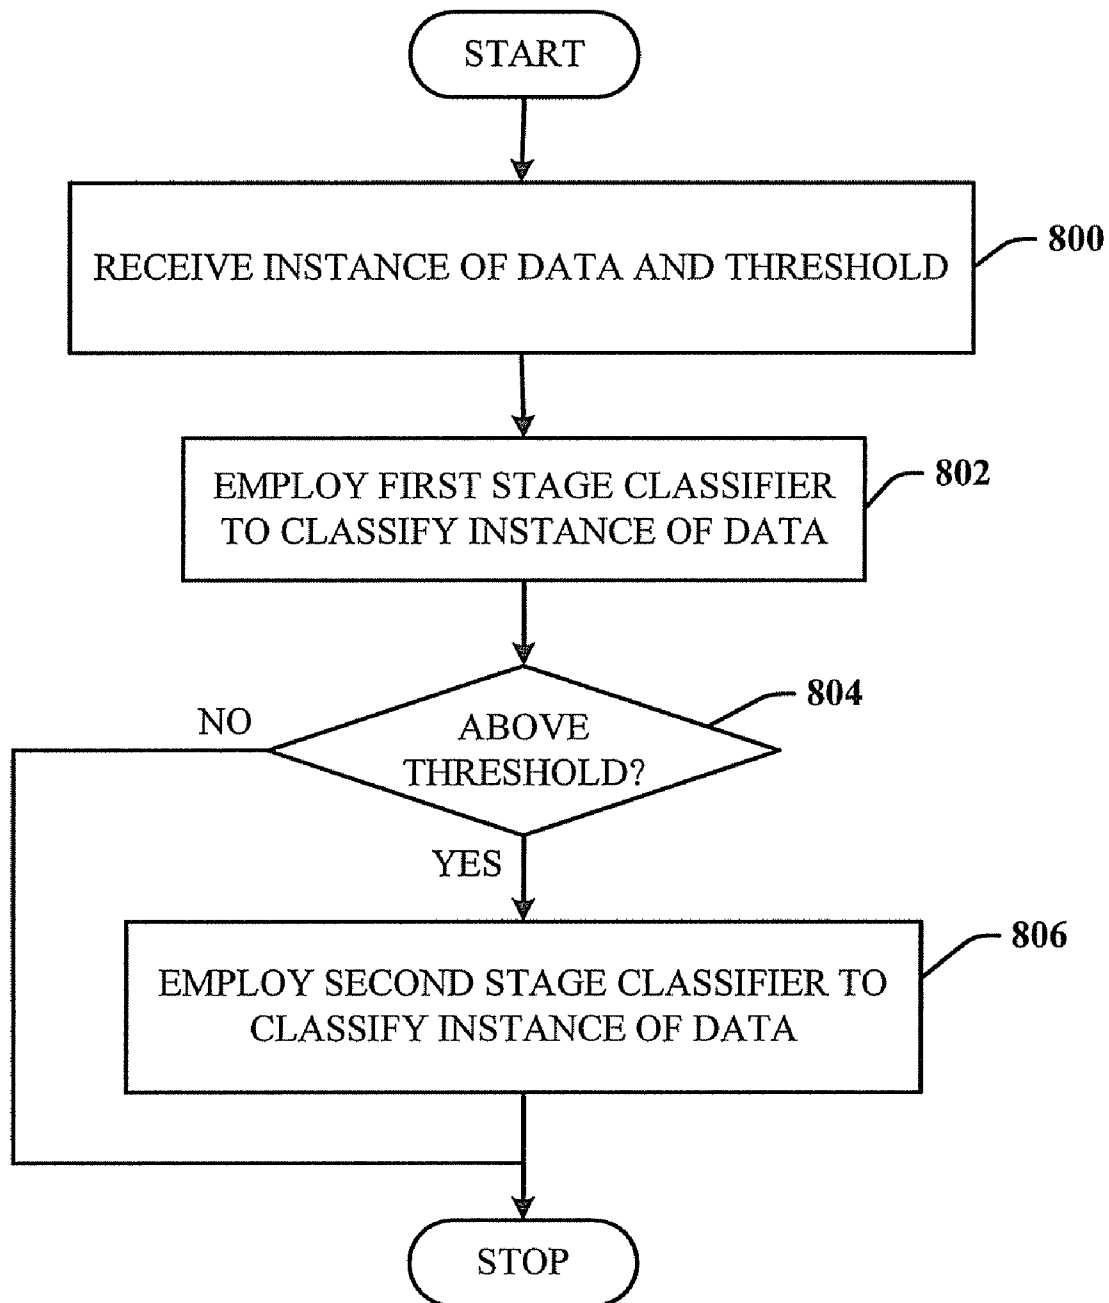 START
RECEIVE INSTANCE OF DATA AND THRESHOLD
800
EMPLOY FIRST STAGE CLASSIFIER
TO CLASSIFY INSTANCE OF DATA
802
ABOVE
THRESHOLD?
804
NO
YES
EMPLOY SECOND STAGE CLASSIFIER TO
CLASSIFY INSTANCE OF DATA
806
STOP